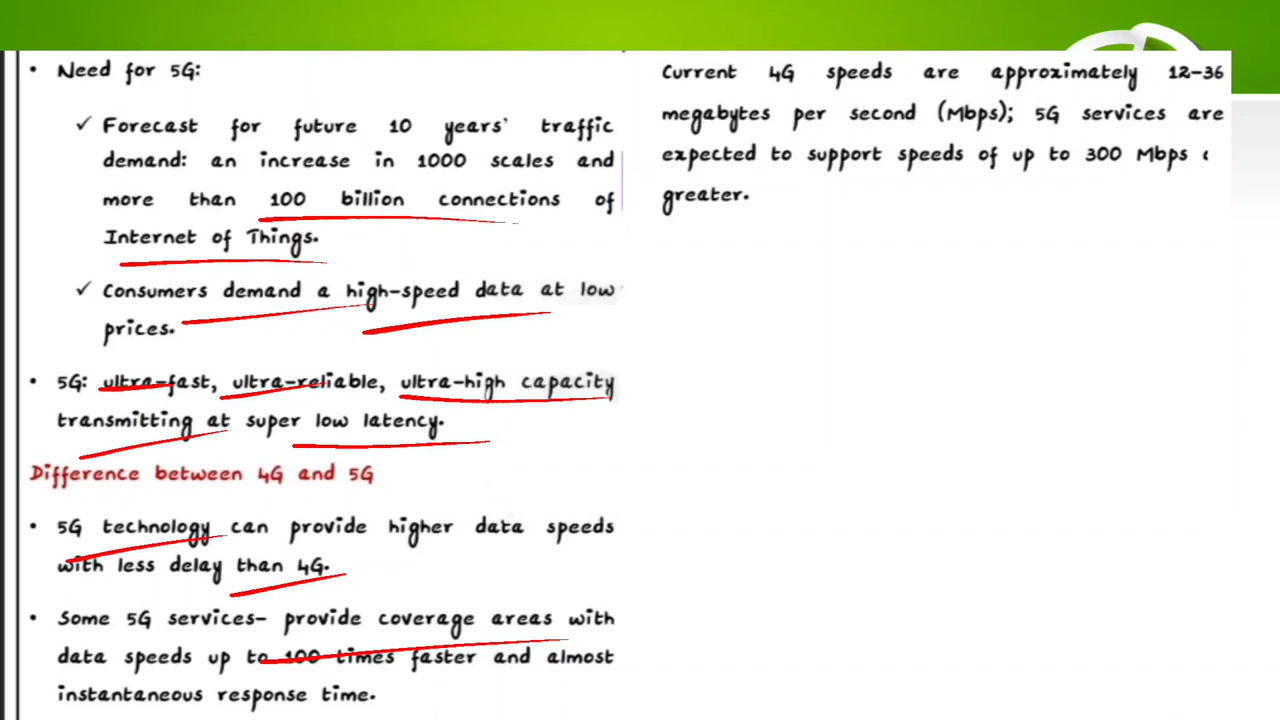 • Need for 5G:
✓ Forecast for future 10 years' traffic
demand: an increase in 1000 scales and
more than 100 billion connections of
Internet of Things.
✓ Consumers demand a high-speed data at low
prices.
• 5G: ultra-fast, ultra-reliable, ultra-high capacity
transmitting at super low latency.
Difference between 4G and 5G
• 5G technology can provide higher data speeds
with less delay than 4G.
• Some 5G services- provide coverage areas with
data speeds up to 100 times faster and almost
instantaneous response time.
Current 4G speeds are approximately 12-36
megabytes per second (Mbps); 5G services are
expected to support speeds of up to 300 Mbps
greater.